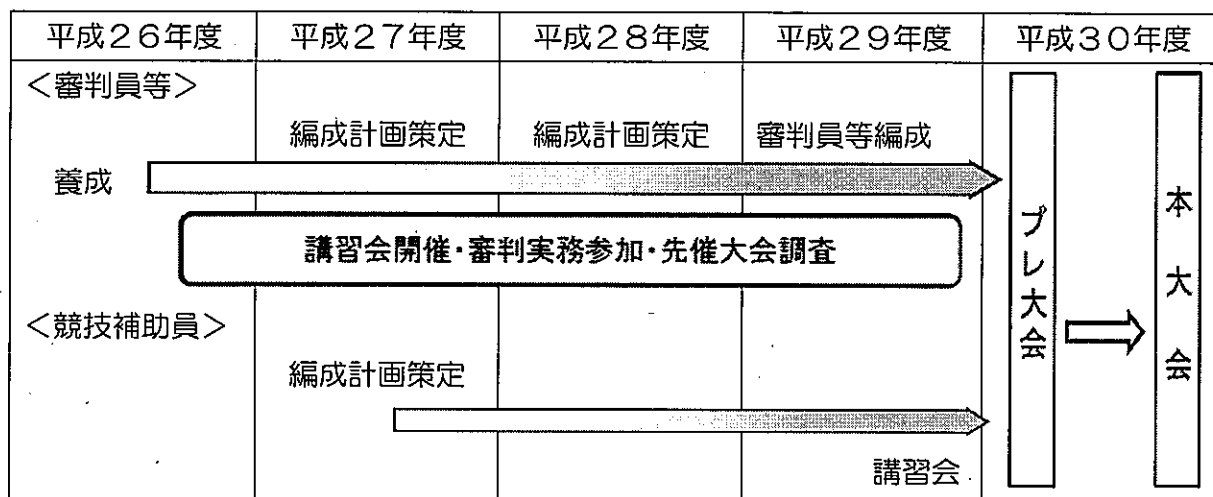 平成26年度 平成27年度 平成28年度 平成29年度 平成30年度
<審判員等>
編成計画策定 編成計画策定 審判員等編成
養成
講習会開催・審判実務参加・先催大会調査
<競技補助員>
編成計画策定
講習会
プレ大会
本大会